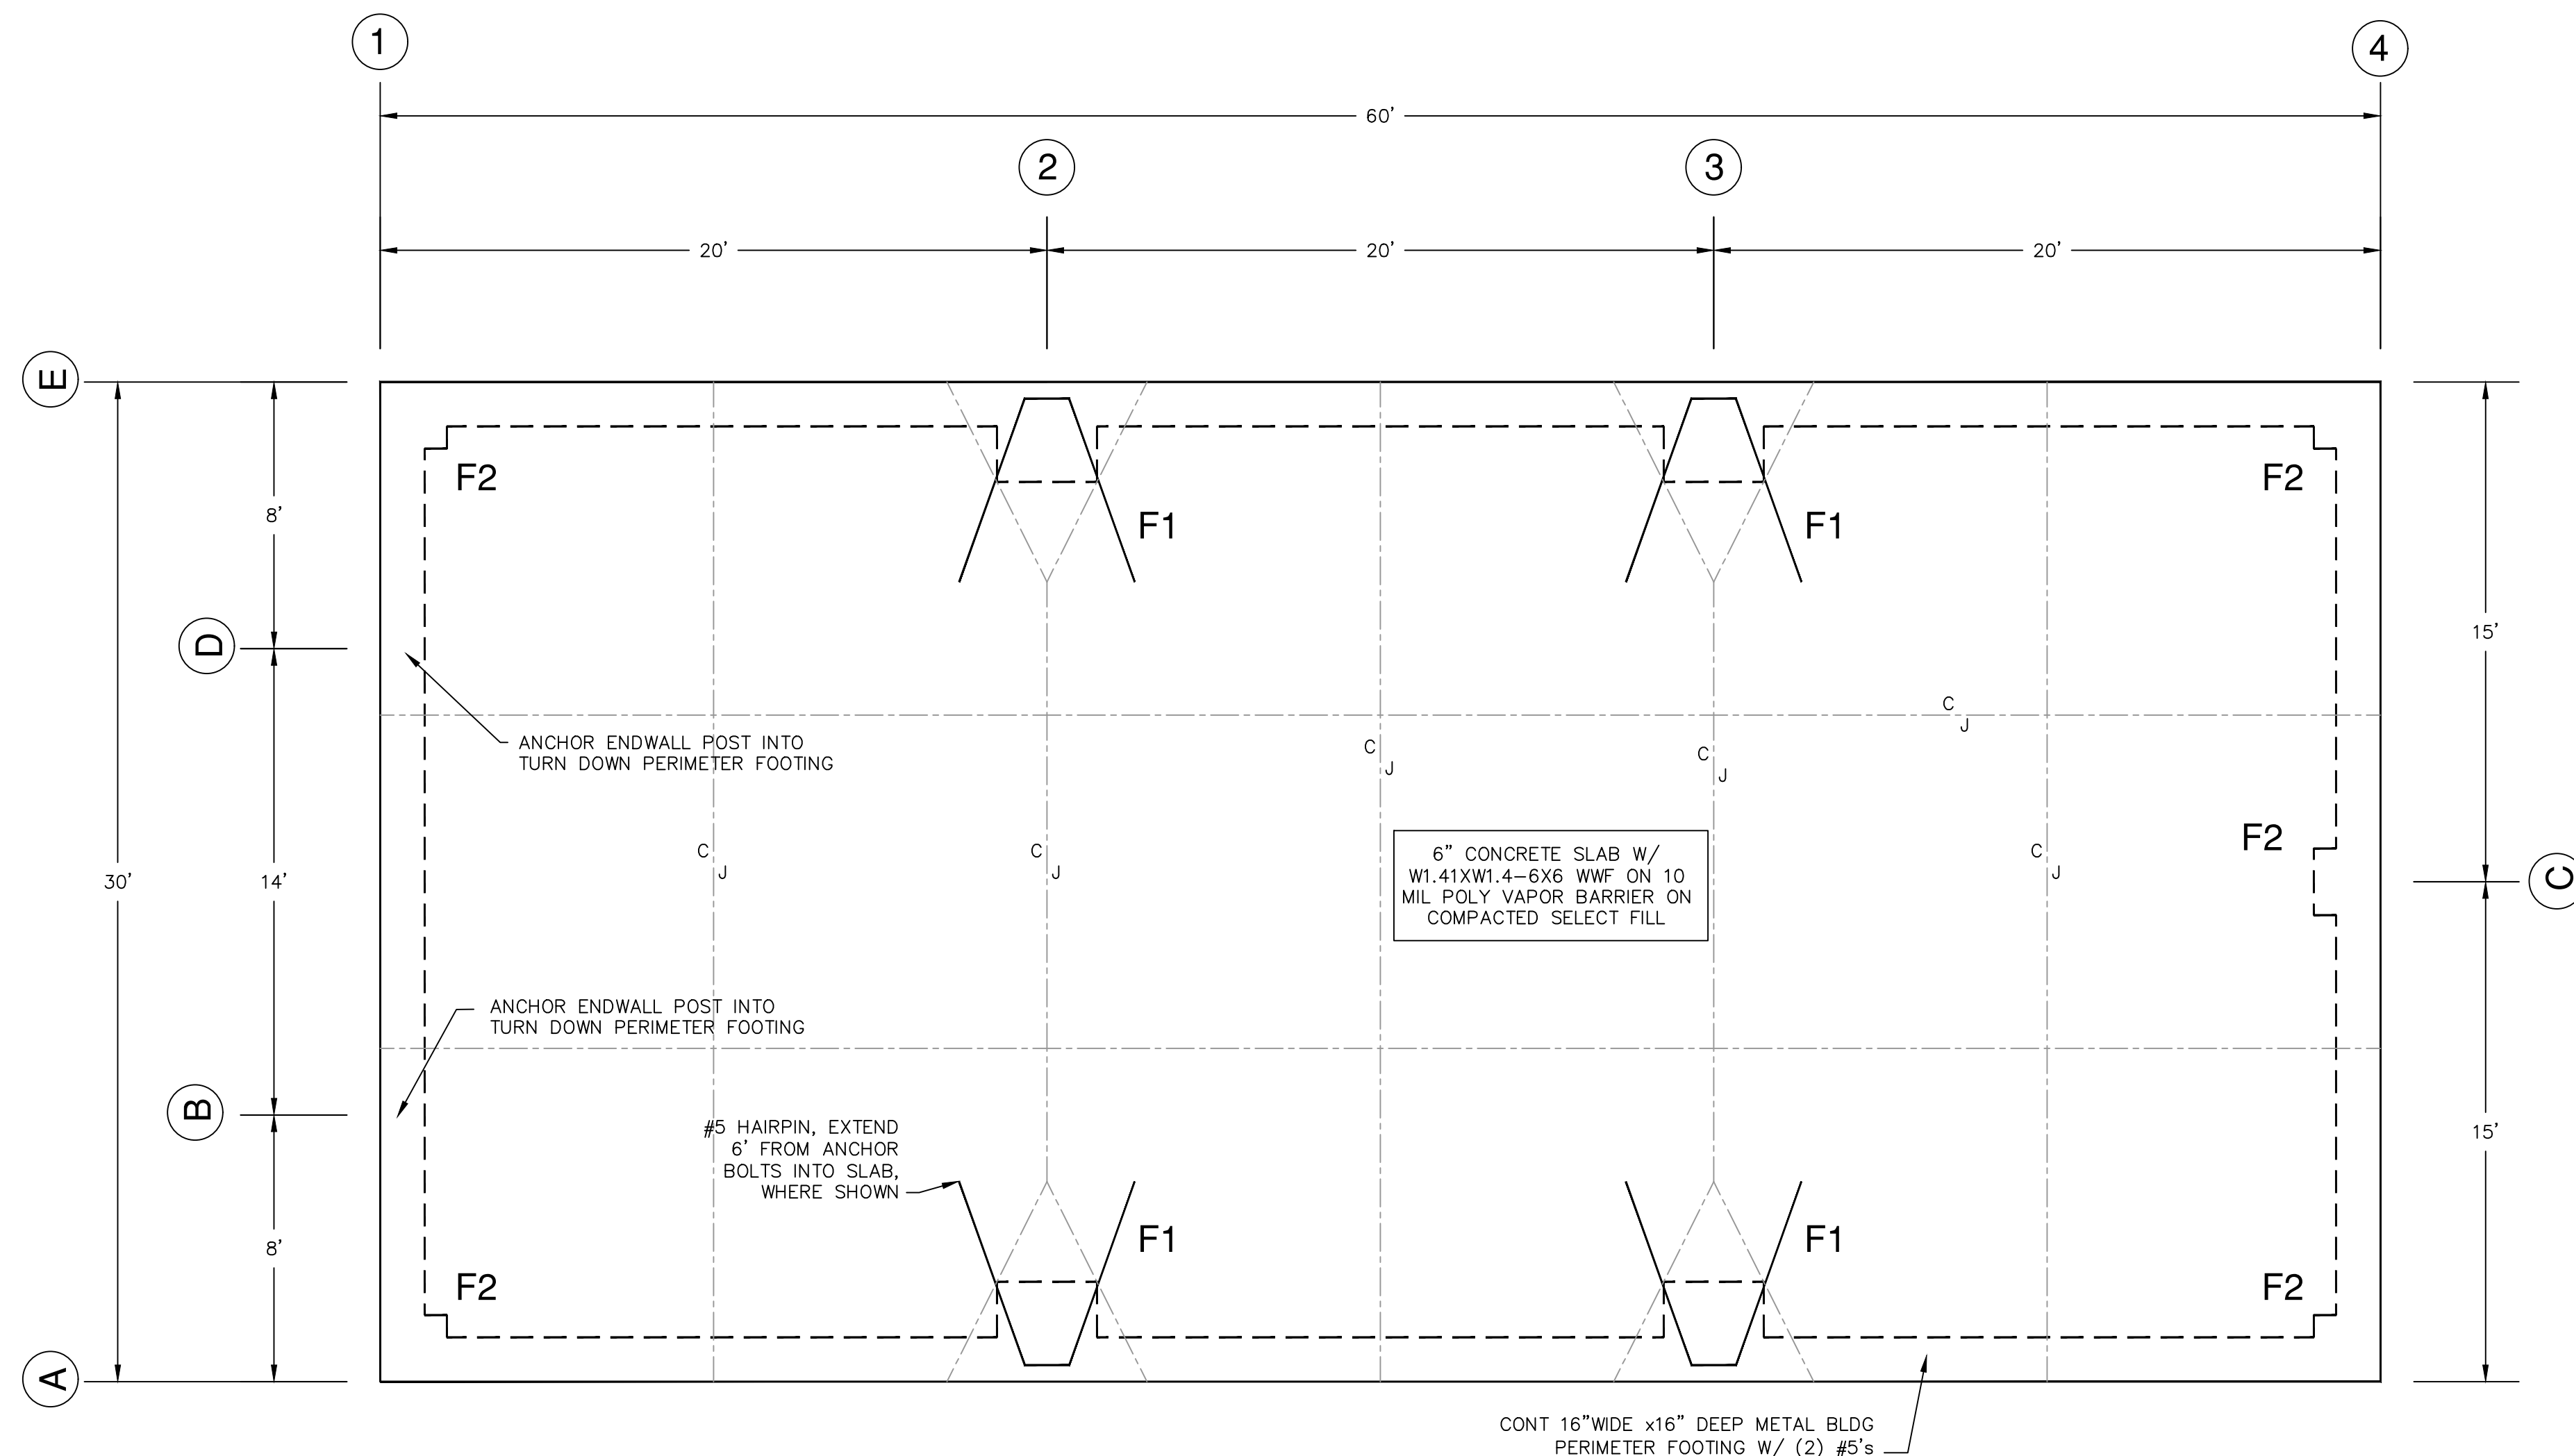 1
4
60'
2
3
20'
20'
20'
E
F2
F2
8'
F1
F1
15'
D
C
J
ANCHOR ENDWALL POST INTO
TURN DOWN PERIMETER FOOTING
C
J
C
J
F2
C
J
C
J
C
J
6" CONCRETE SLAB W/
W1.41XW1.4-6X6 WWF ON 10
MIL POLY VAPOR BARRIER ON
COMPACTED SELECT FILL
30'
14'
C
ANCHOR ENDWALL POST INTO
TURN DOWN PERIMETER FOOTING
B
#5 HAIRPIN, EXTEND
6' FROM ANCHOR
BOLTS INTO SLAB,
WHERE SHOWN
15'
8'
F1
F1
F2
F2
A
CONT 16"WIDE x16" DEEP METAL BLDG
PERIMETER FOOTING W/ (2) #5's